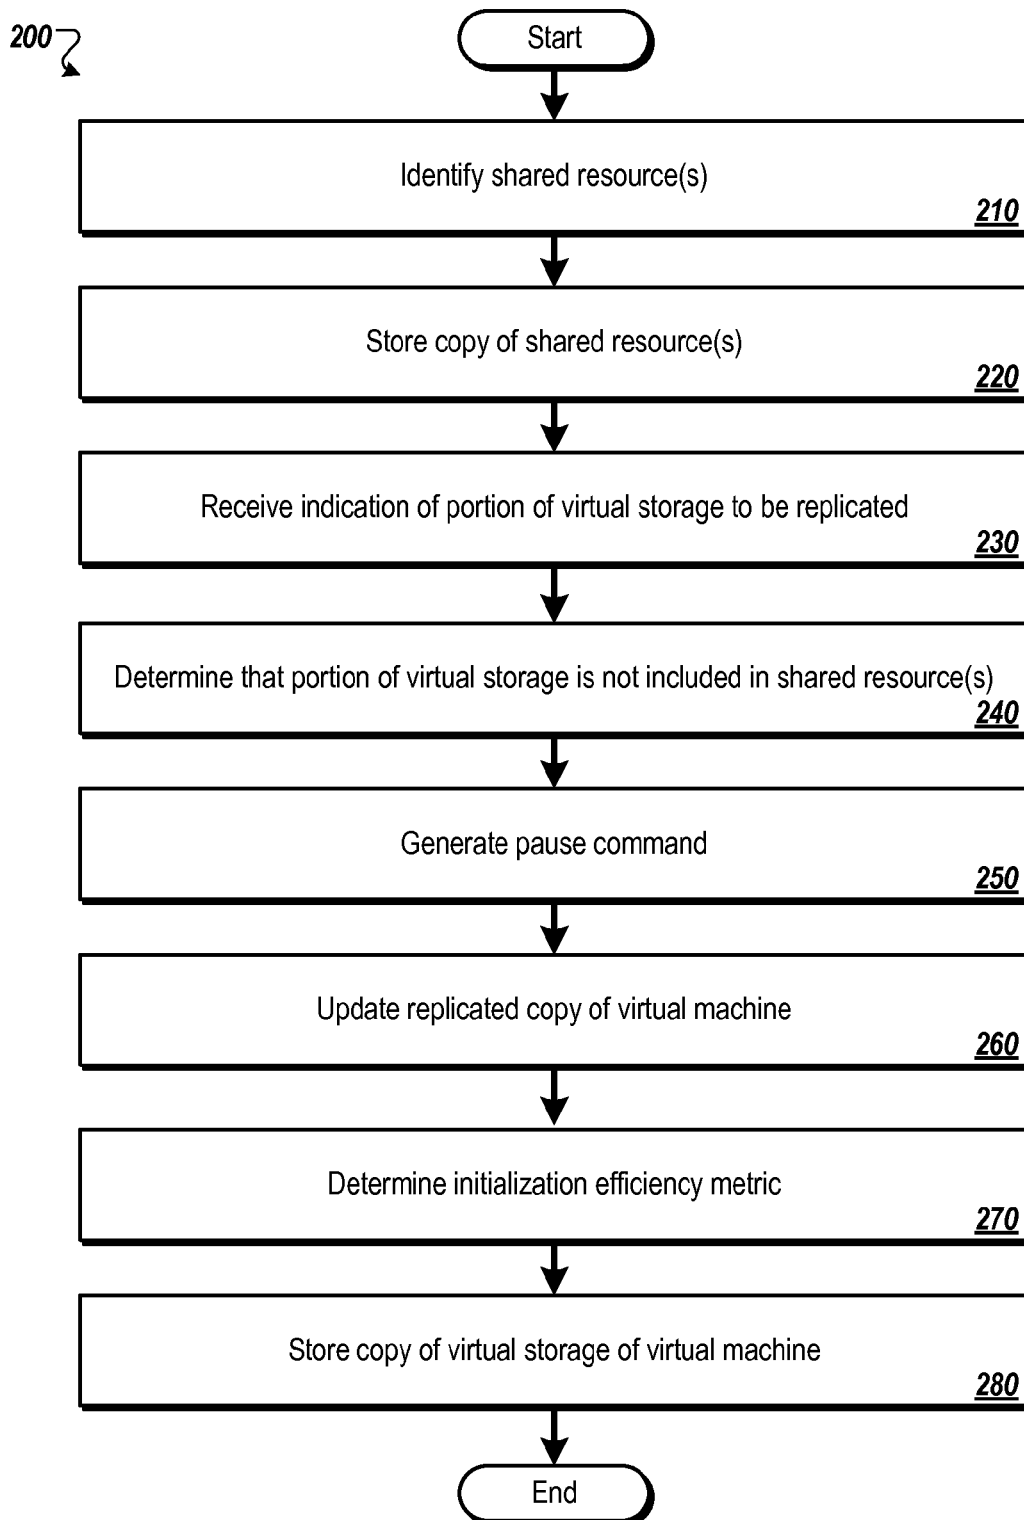 200
Start
Identify shared resource(s)
210
Store copy of shared resource(s)
220
Receive indication of portion of virtual storage to be replicated
230
Determine that portion of virtual storage is not included in shared resource(s)
240
Generate pause command
250
Update replicated copy of virtual machine
260
Determine initialization efficiency metric
270
Store copy of virtual storage of virtual machine
280
End